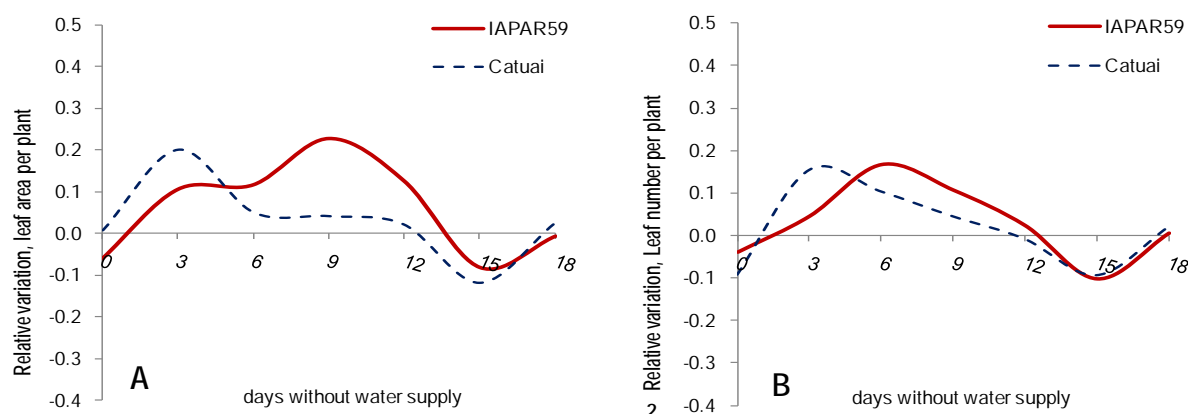 0.5
0.4
0.3
0.2
0.1
0.0
-0.1
-0.2
-0.3
-0.4
Relative variation, leaf area per plant
IAPAR59
Catuai
0 3 6 9 12 15 18
A
days without water supply
0.5
0.4
0.3
0.2
0.1
0.0
-0.1
-0.2
-0.3
-0.4
2 Relative variation, Leaf number per plant
IAPAR59
Catuai
0 3 6 9 12 15 18
B
days without water supply